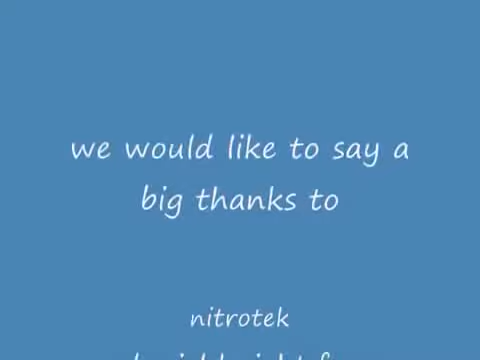 we would like to say a
big thanks to
nitrotek